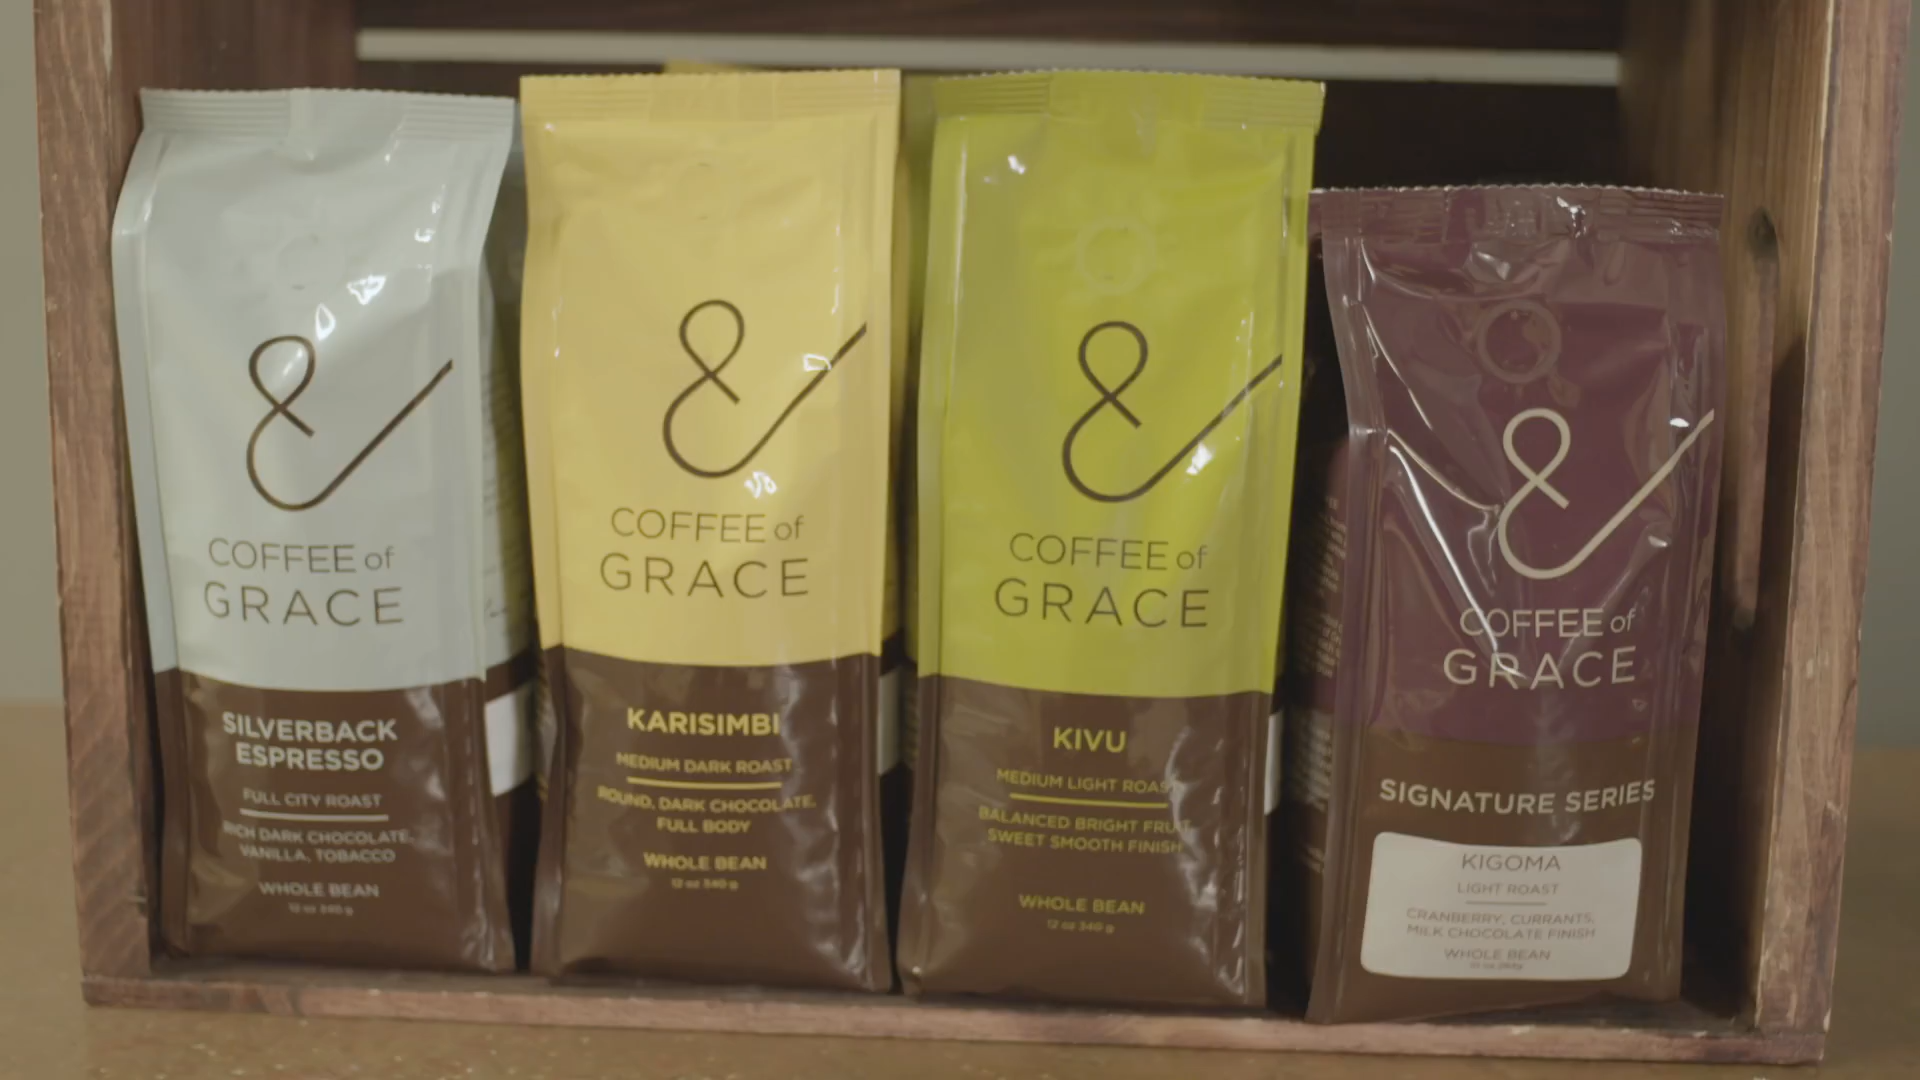 &
COFFEE of
GRACE
SILVERBACK
ESPRESSO
FULL CITY ROAST
RICH DARK CHOCOLATE,
VANILLA, TOBACCO
WHOLE BEAN
12 oz 340 g
&
COFFEE of
GRACE
KARISIMBI
MEDIUM DARK ROAST
ROUND, DARK CHOCOLATE,
FULL BODY
WHOLE BEAN
12 oz 340 g
&
COFFEE of
GRACE
KIVU
MEDIUM LIGHT ROAST
BALANCED BRIGHT FRUIT,
SWEET SMOOTH FINISH
WHOLE BEAN
12 oz 340 g
&
COFFEE of
GRACE
SIGNATURE SERIES
KIGOMA
LIGHT ROAST
CRANBERRY, CURRANTS,
MILK CHOCOLATE FINISH
WHOLE BEAN